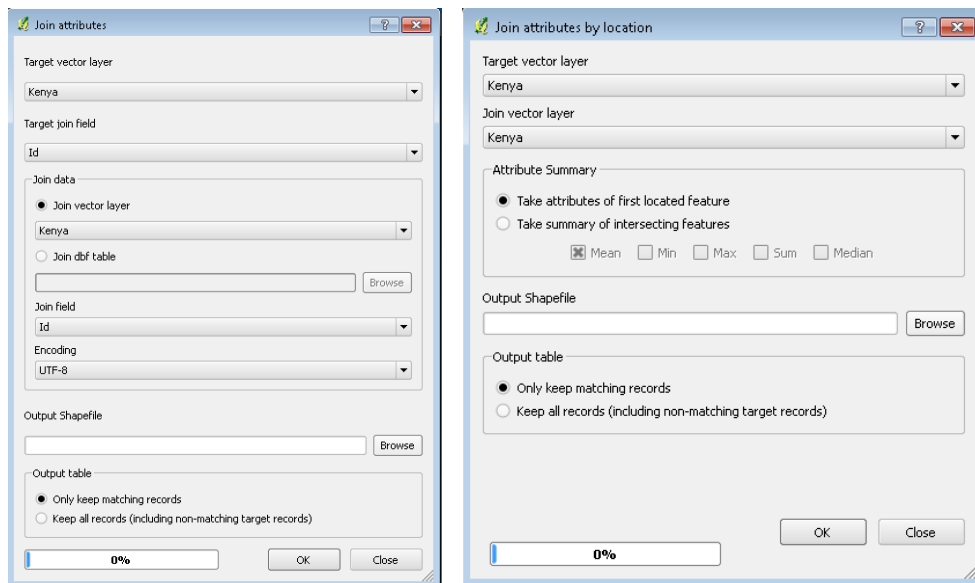 Join attributes
Target vector layer
Kenya
Target join field
Id
Join data
Join vector layer
Kenya
Join dbf table
Browse
Join field
Id
Encoding
UTF-8
Output Shapefile
Browse
Output table
Only keep matching records
Keep all records (including non-matching target records)
0% OK Close
Join attributes by location
Target vector layer
Kenya
Join vector layer
Kenya
Attribute Summary
Take attributes of first located feature
Take summary of intersecting features
Mean Min Max Sum Median
Output Shapefile
Browse
Output table
Only keep matching records
Keep all records (including non-matching target records)
OK Close
0%